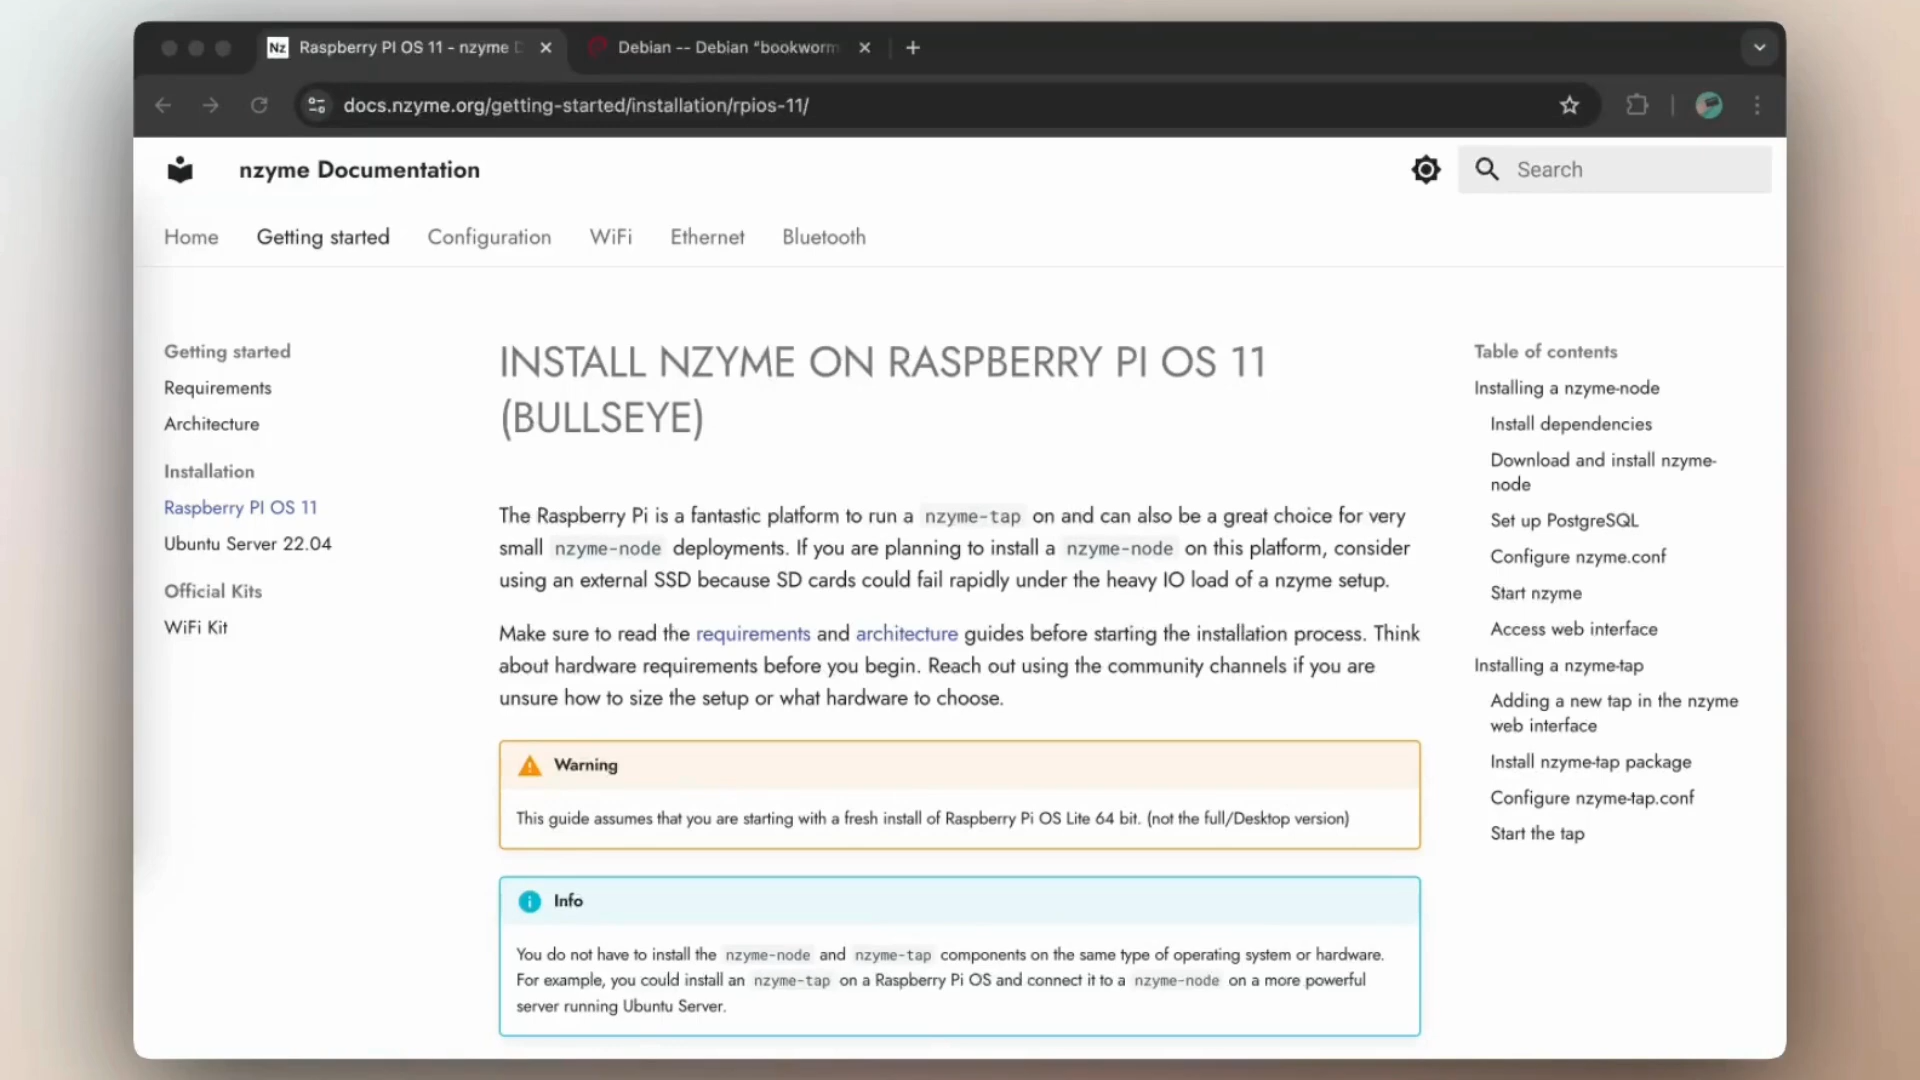 Nz Raspberry PI OS 11 - nzyme D
Debian -- Debian "bookworm
docs.nzyme.org/getting-started/installation/rpios-11/
nzyme Documentation
Search
Home Getting started Configuration WiFi Ethernet Bluetooth
Getting started
Requirements
Architecture
Installation
Raspberry PI OS 11
Ubuntu Server 22.04
Official Kits
WiFi Kit
INSTALL NZYME ON RASPBERRY PI OS 11
(BULLSEYE)
The Raspberry Pi is a fantastic platform to run a nzyme-tap on and can also be a great choice for very
small nzyme-node deployments. If you are planning to install a nzyme-node on this platform, consider
using an external SSD because SD cards could fail rapidly under the heavy IO load of a nzyme setup.
Make sure to read the requirements and architecture guides before starting the installation process. Think
about hardware requirements before you begin. Reach out using the community channels if you are
unsure how to size the setup or what hardware to choose.
Warning
This guide assumes that you are starting with a fresh install of Raspberry Pi OS Lite 64 bit. (not the full/Desktop version)
Info
You do not have to install the nzyme-node and nzyme-tap components on the same type of operating system or hardware.
For example, you could install an nzyme-tap on a Raspberry Pi OS and connect it to a nzyme-node on a more powerful
server running Ubuntu Server.
Table of contents
Installing a nzyme-node
Install dependencies
Download and install nzyme-
node
Set up PostgreSQL
Configure nzyme.conf
Start nzyme
Access web interface
Installing a nzyme-tap
Adding a new tap in the nzyme
web interface
Install nzyme-tap package
Configure nzyme-tap.conf
Start the tap